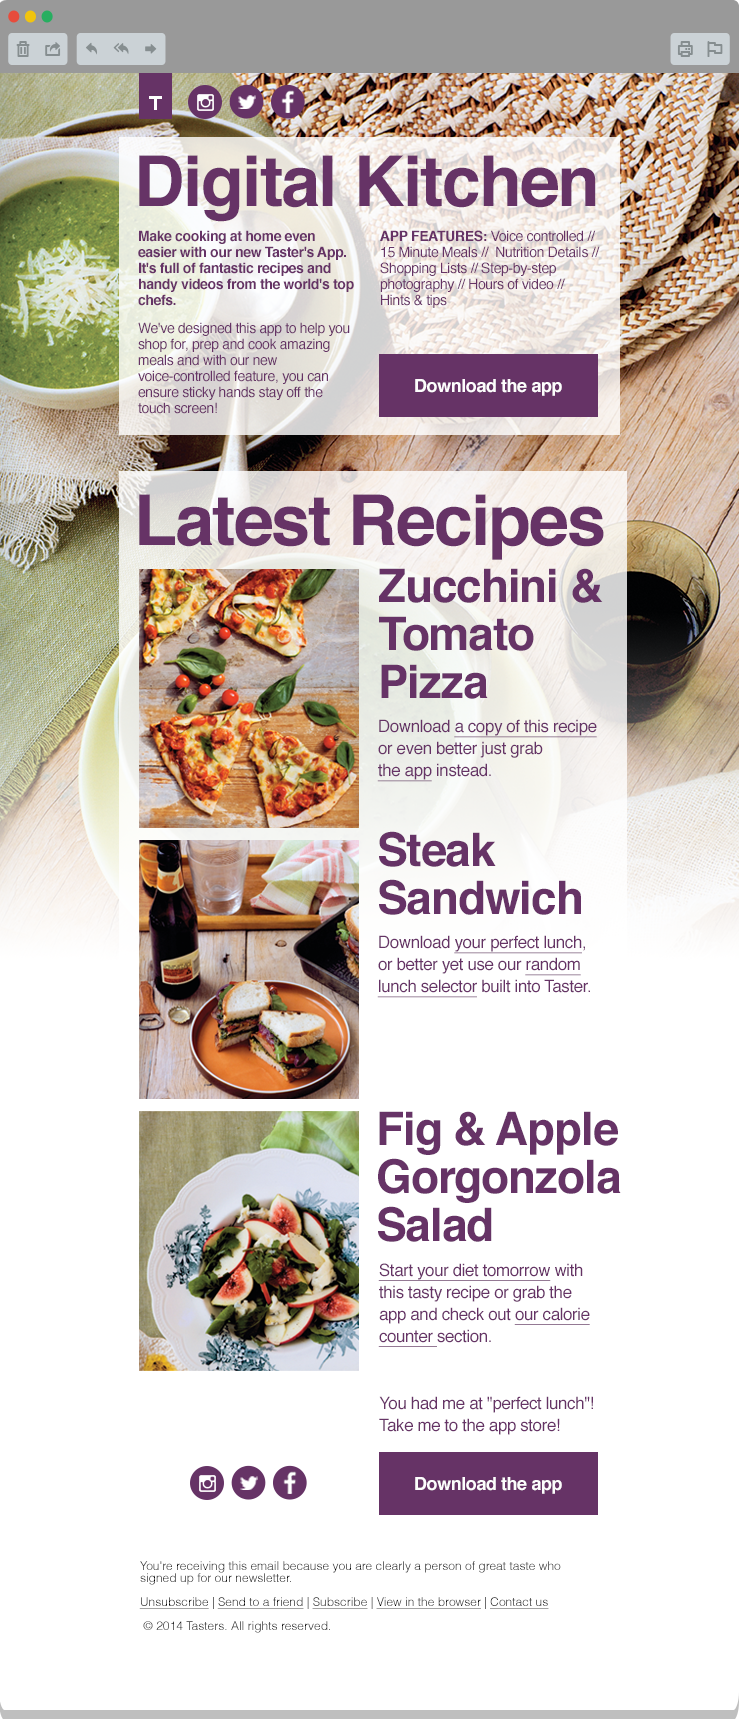 T
Digital Kitchen
Make cooking at home even
easier with our new Taster's App.
It's full of fantastic recipes and
handy videos from the world's top
chefs.
We've designed this app to help you
shop for, prep and cook amazing
meals and with our new
voice-controlled feature, you can
ensure sticky hands stay off the
touch screen!
APP FEATURES: Voice controlled //
15 Minute Meals // Nutrition Details //
Shopping Lists // Step-by-step
photography // Hours of video //
Hints & tips
Download the app
Latest Recipes
Zucchini &
Tomato
Pizza
Download a copy of this recipe
or even better just grab
the app instead.
Steak
Sandwich
Download your perfect lunch,
or better yet use our random
lunch selector built into Taster.
Fig & Apple
Gorgonzola
Salad
Start your diet tomorrow with
this tasty recipe or grab the
app and check out our calorie
counter section.
You had me at "perfect lunch"!
Take me to the app store!
Download the app
You're receiving this email because you are clearly a person of great taste who
signed up for our newsletter.
Unsubscribe | Send to a friend | Subscribe | View in the browser | Contact us
© 2014 Tasters. All rights reserved.